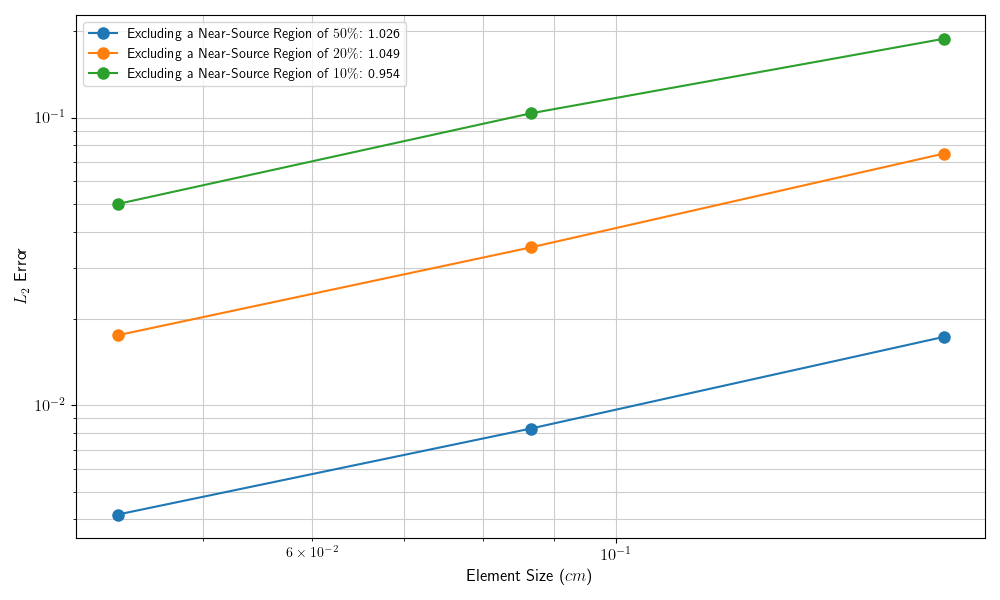 Excluding a Near-Source Region of 50%: 1.026
Excluding a Near-Source Region of 20%: 1.049
Excluding a Near-Source Region of 10%: 0.954
10⁻¹
L₂ Error
10⁻²
6 × 10⁻²
10⁻¹
Element Size (cm)